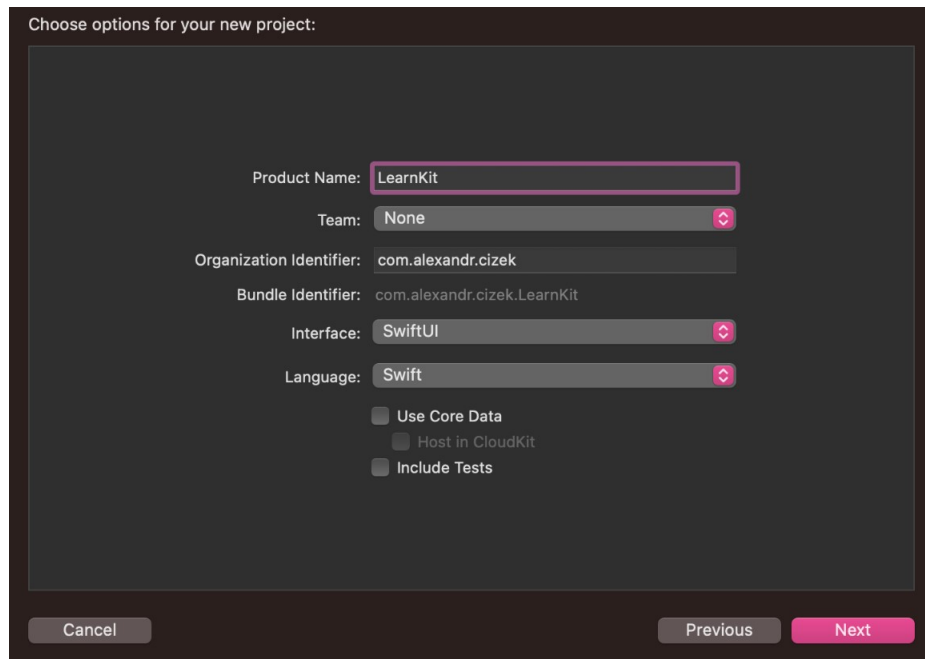 Choose options for your new project:
Product Name: LearnKit
Team: None
Organization Identifier: com.alexandr.cizek
Bundle Identifier: com.alexandr.cizek.LearnKit
Interface: SwiftUI
Language: Swift
Use Core Data
Host in CloudKit
Include Tests
Cancel Previous Next